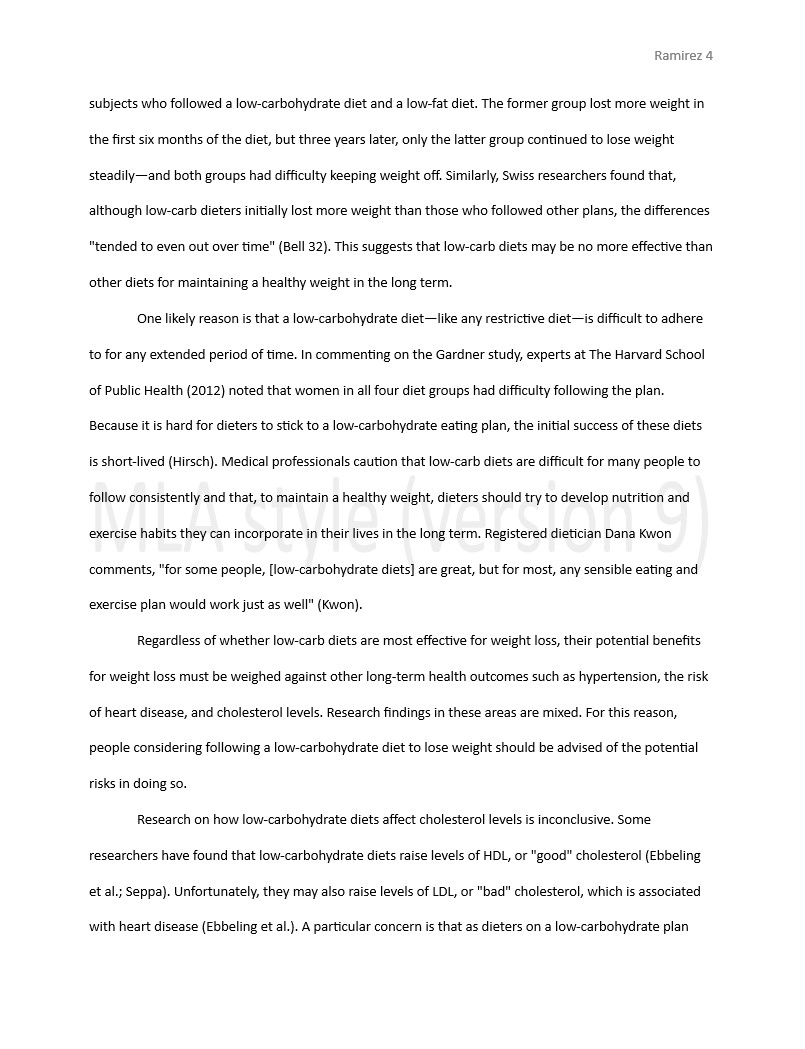 Ramirez 4
subjects who followed a low-carbohydrate diet and a low-fat diet. The former group lost more weight in
the first six months of the diet, but three years later, only the latter group continued to lose weight
steadily—and both groups had difficulty keeping weight off. Similarly, Swiss researchers found that,
although low-carb dieters initially lost more weight than those who followed other plans, the differences
"tended to even out over time" (Bell 32). This suggests that low-carb diets may be no more effective than
other diets for maintaining a healthy weight in the long term.
One likely reason is that a low-carbohydrate diet—like any restrictive diet—is difficult to adhere
to for any extended period of time. In commenting on the Gardner study, experts at The Harvard School
of Public Health (2012) noted that women in all four diet groups had difficulty following the plan.
Because it is hard for dieters to stick to a low-carbohydrate eating plan, the initial success of these diets
is short-lived (Hirsch). Medical professionals caution that low-carb diets are difficult for many people to
follow consistently and that, to maintain a healthy weight, dieters should try to develop nutrition and
MLA style (version 9)
exercise habits they can incorporate in their lives in the long term. Registered dietician Dana Kwon
comments, "for some people, [low-carbohydrate diets] are great, but for most, any sensible eating and
exercise plan would work just as well" (Kwon).
Regardless of whether low-carb diets are most effective for weight loss, their potential benefits
for weight loss must be weighed against other long-term health outcomes such as hypertension, the risk
of heart disease, and cholesterol levels. Research findings in these areas are mixed. For this reason,
people considering following a low-carbohydrate diet to lose weight should be advised of the potential
risks in doing so.
Research on how low-carbohydrate diets affect cholesterol levels is inconclusive. Some
researchers have found that low-carbohydrate diets raise levels of HDL, or "good" cholesterol (Ebbeling
et al.; Seppa). Unfortunately, they may also raise levels of LDL, or "bad" cholesterol, which is associated
with heart disease (Ebbeling et al.). A particular concern is that as dieters on a low-carbohydrate plan